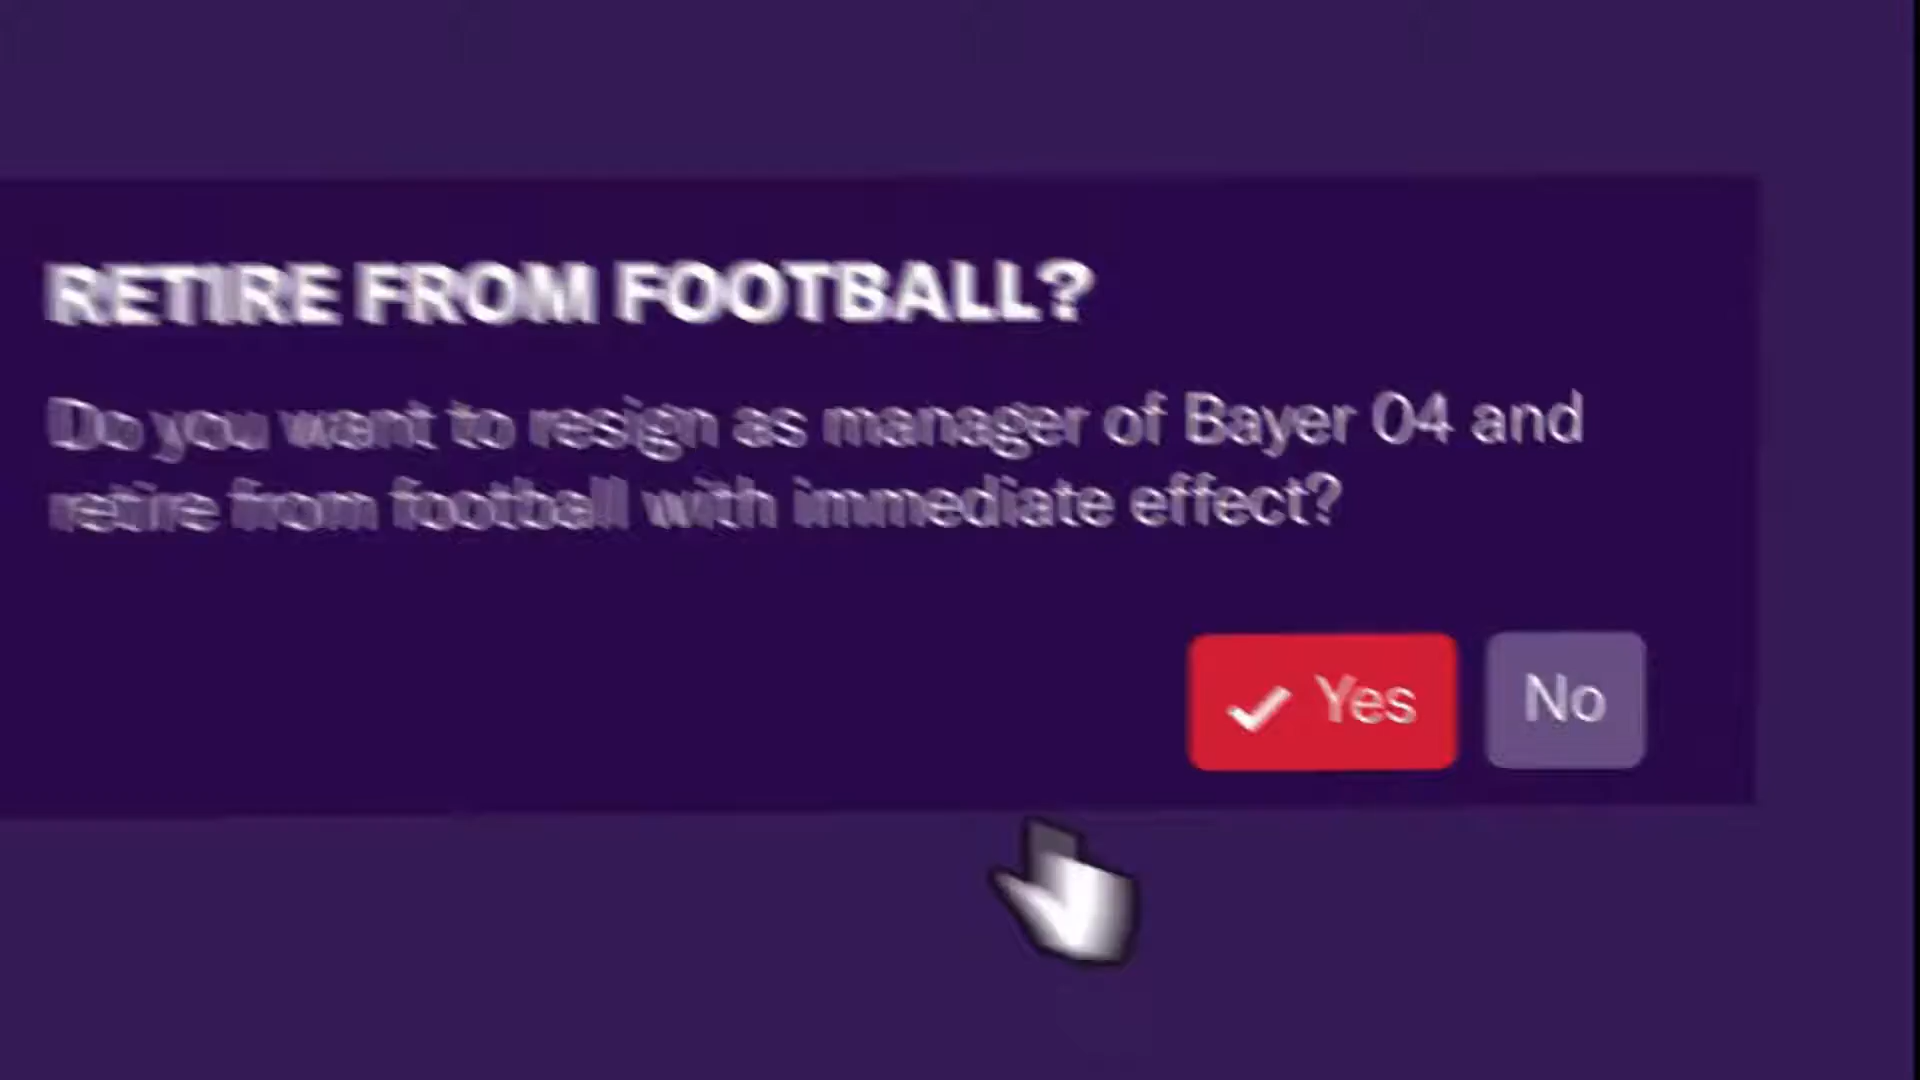 RETIRE FROM FOOTBALL?
Do you want to resign as manager of Bayer 04 and
retire from football with immediate effect?
Yes
No